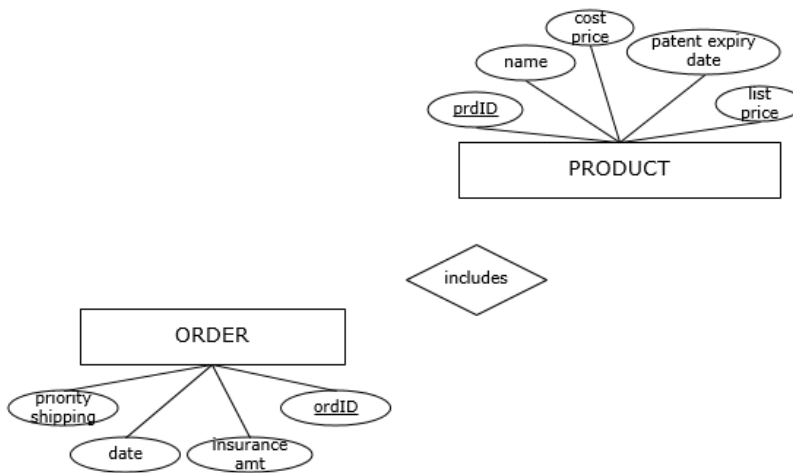 cost
price
patent expiry
date
name
list
price
prdID
PRODUCT
includes
ORDER
priority
shipping
ordID
date
insurance
amt